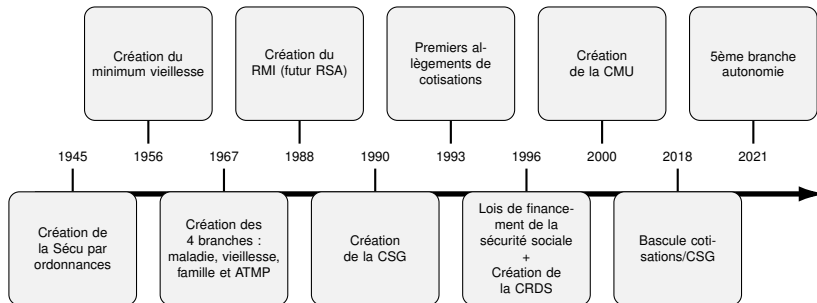 Création du
minimum vieillesse
Création du
RMI (futur RSA)
Premiers al-
lègements de
cotisations
Création
de la CMU
5ème branche
autonomie
1945
1956
1967
1988
1990
1993
1996
2000
2018
2021
Création de
la Sécu par
ordonnances
Création des
4 branches :
maladie, vieillesse,
famille et ATMP
Création
de la CSG
Lois de finance-
ment de la
sécurité sociale
+
Création de
la CRDS
Bascule coti-
sations/CSG